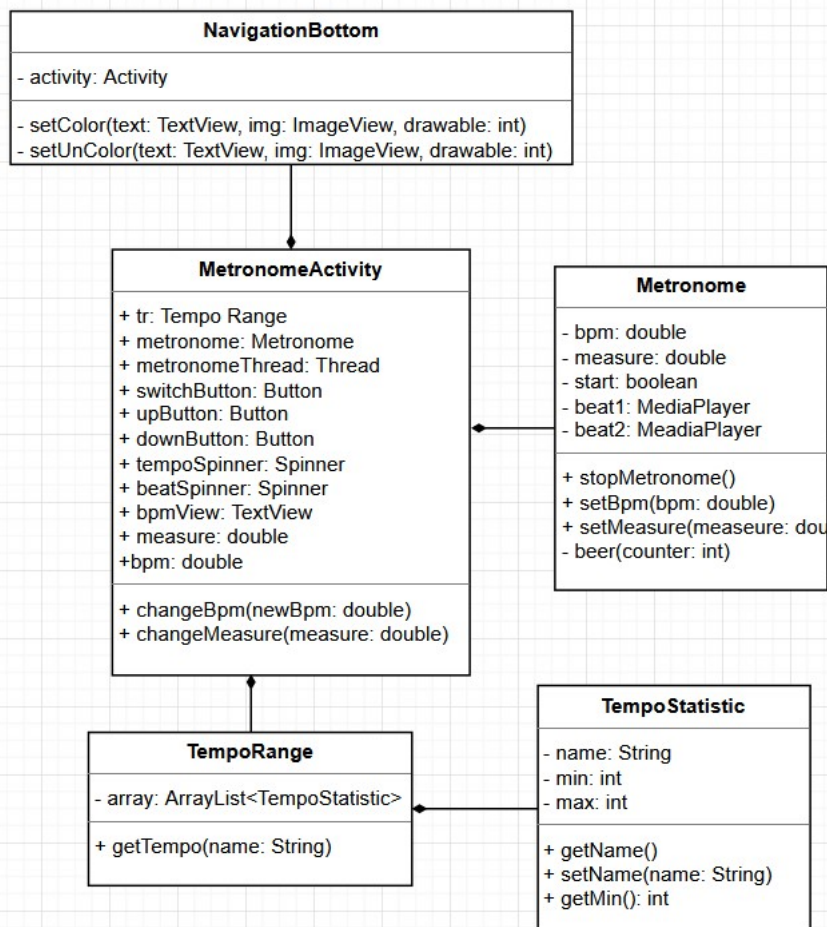 NavigationBottom
- activity: Activity
- setColor(text: TextView, img: ImageView, drawable: int)
- setUnColor(text: TextView, img: ImageView, drawable: int)
MetronomeActivity
+ tr: Tempo Range
+ metronome: Metronome
+ metronomeThread: Thread
+ switchButton: Button
+ upButton: Button
+ downButton: Button
+ tempoSpinner: Spinner
+ beatSpinner: Spinner
+ bpmView: TextView
+ measure: double
+bpm: double
+ changeBpm(newBpm: double)
+ changeMeasure(measure: double)
Metronome
- bpm: double
- measure: double
- start: boolean
- beat1: MediaPlayer
- beat2: MeadiaPlayer
+ stopMetronome()
+ setBpm(bpm: double)
+ setMeasure(measeure: dou
- beer(counter: int)
TempoRange
- array: ArrayList<TempoStatistic>
+ getTempo(name: String)
TempoStatistic
- name: String
- min: int
- max: int
+ getName()
+ setName(name: String)
+ getMin(): int